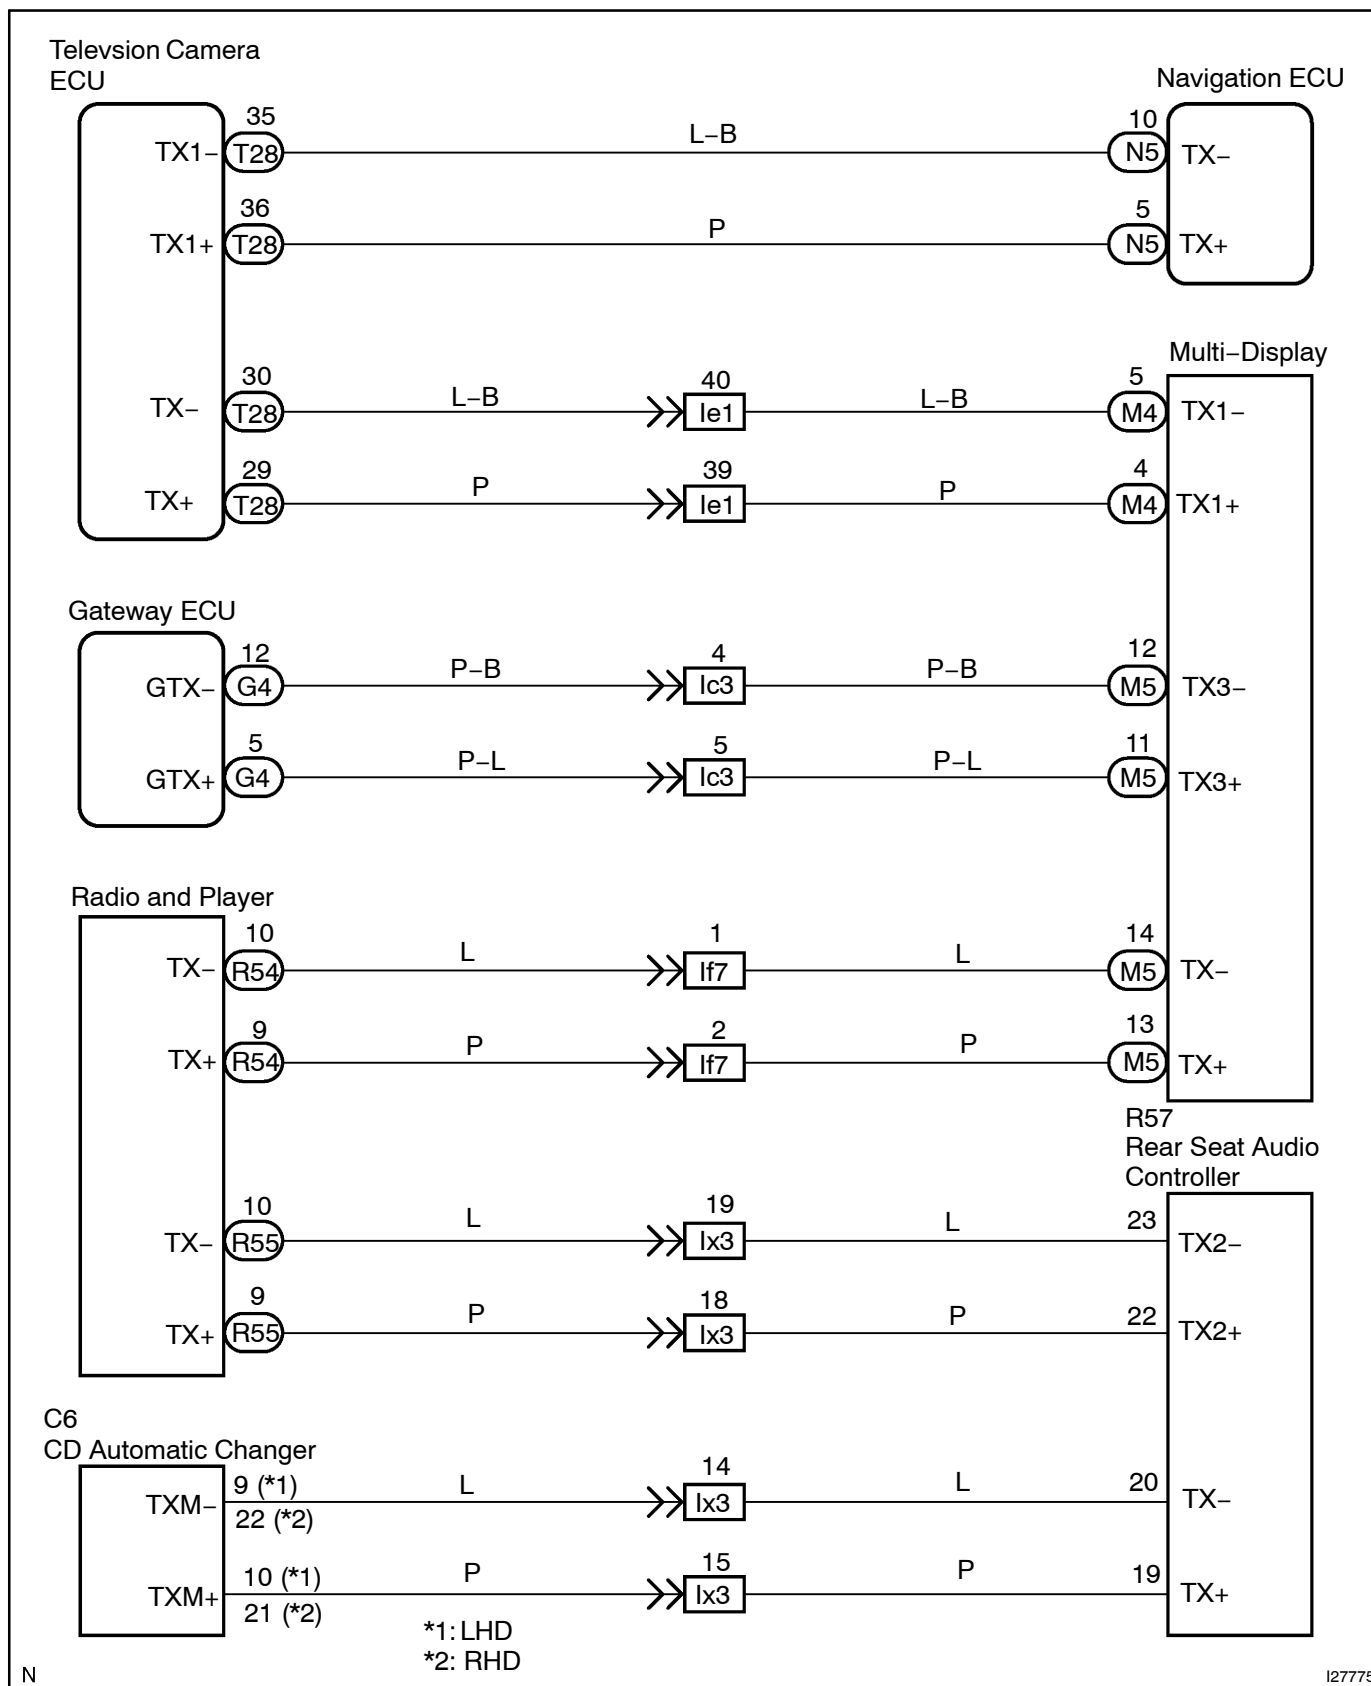 Televsion Camera
ECU
Navigation ECU
35
L–B
10
TX1–
T28
N5
TX–
36
P
5
TX1+
T28
N5
TX+
Multi–Display
30
L–B
40
L–B
5
TX–
T28
Ie1
M4
TX1–
29
P
39
P
4
TX+
T28
Ie1
M4
TX1+
Gateway ECU
12
P–B
4
P–B
12
GTX–
G4
Ic3
M5
TX3–
5
P–L
5
P–L
11
GTX+
G4
Ic3
M5
TX3+
Radio and Player
10
L
1
L
14
TX–
R54
If7
M5
TX–
9
P
2
P
13
TX+
R54
If7
M5
TX+
R57
Rear Seat Audio
Controller
10
L
19
L
23
TX–
R55
Ix3
TX2–
9
P
18
P
22
TX+
R55
Ix3
TX2+
C6
CD Automatic Changer
9 (*1)
L
14
L
20
TXM–
22 (*2)
Ix3
TX–
10 (*1)
P
15
P
19
TXM+
21 (*2)
Ix3
TX+
*1: LHD
*2: RHD
N
I27775